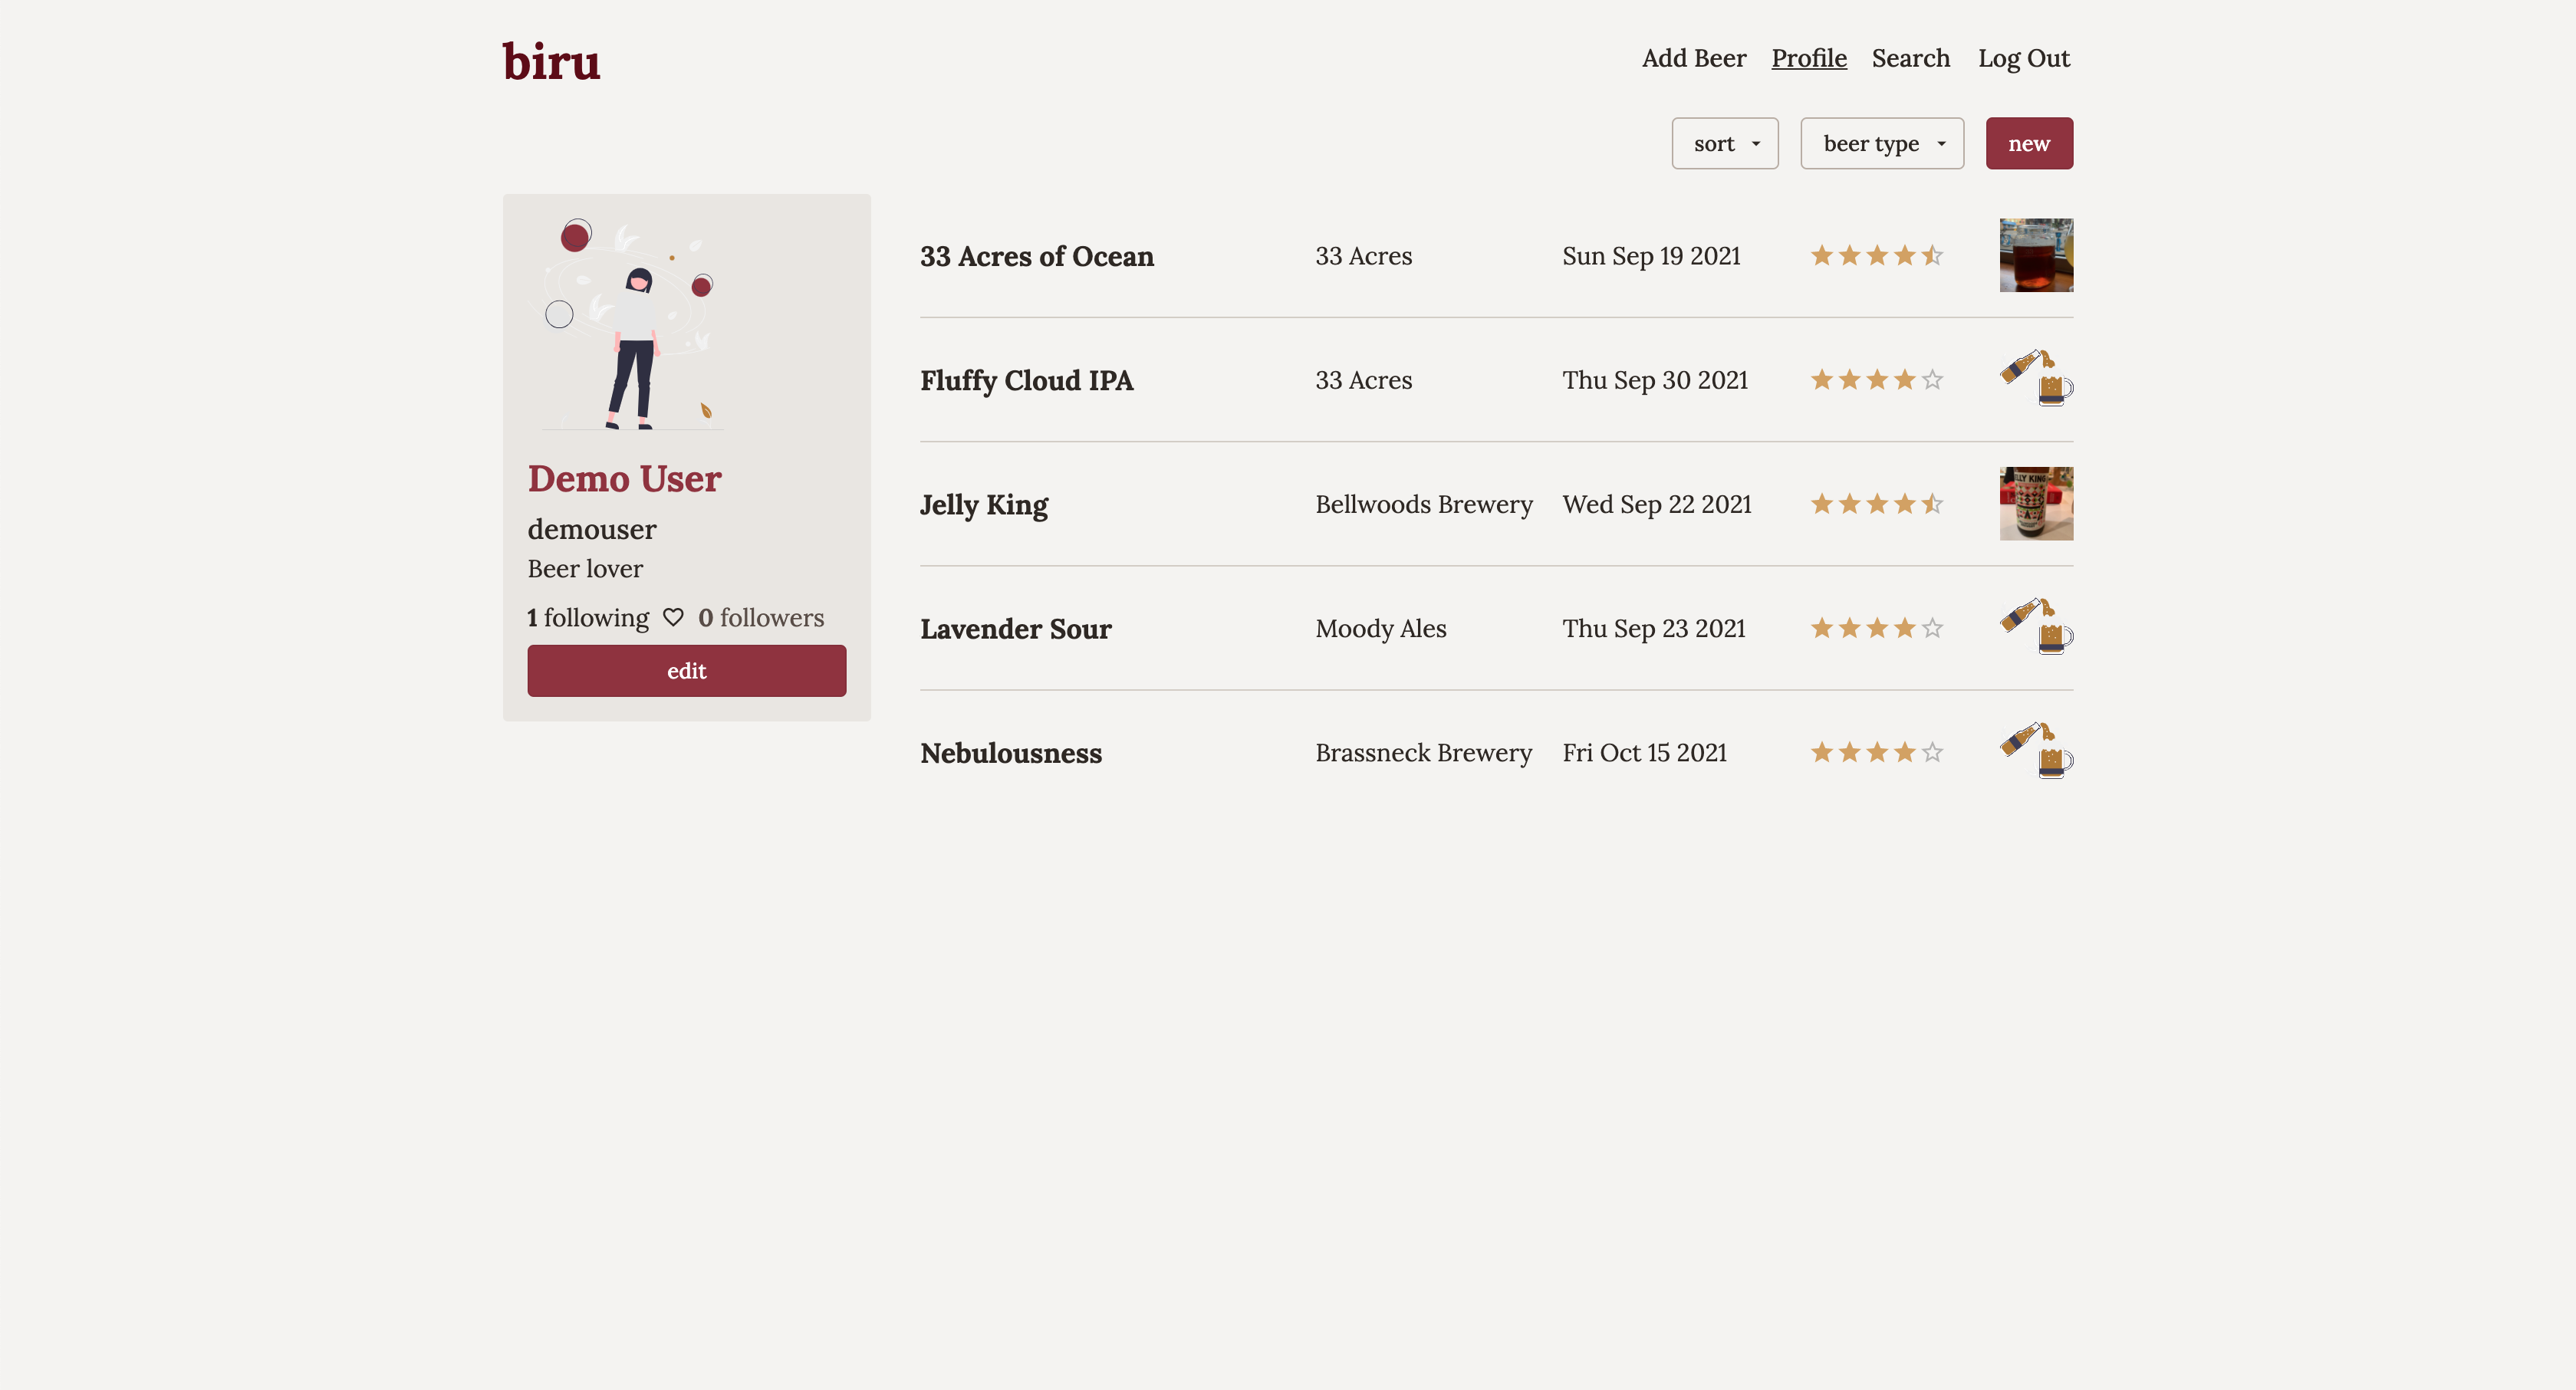 biru
Add Beer Profile Search Log Out
sort beer type new
Demo User
demouser
Beer lover
1 following 0 followers
edit
33 Acres of Ocean 33 Acres Sun Sep 19 2021
Fluffy Cloud IPA 33 Acres Thu Sep 30 2021
Jelly King Bellwoods Brewery Wed Sep 22 2021
JELLY KING
Lavender Sour Moody Ales Thu Sep 23 2021
Nebulousness Brassneck Brewery Fri Oct 15 2021